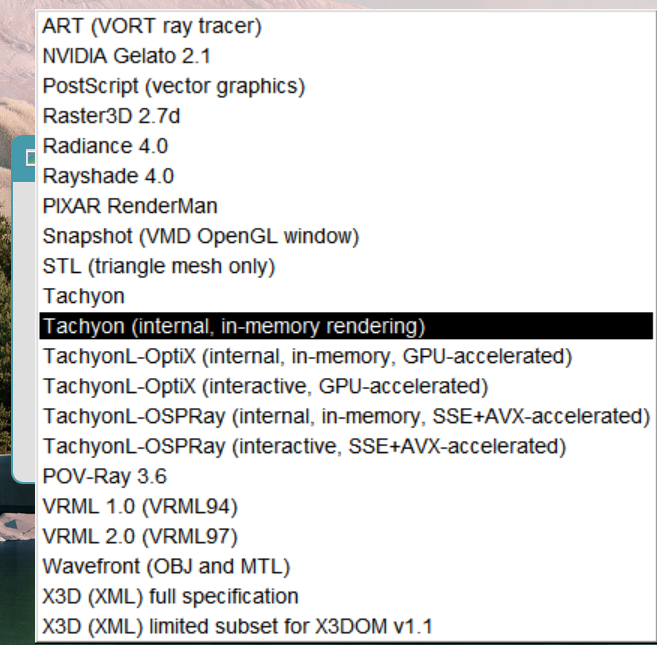 ART (VORT ray tracer)
NVIDIA Gelato 2.1
PostScript (vector graphics)
Raster3D 2.7d
Radiance 4.0
Rayshade 4.0
PIXAR RenderMan
Snapshot (VMD OpenGL window)
STL (triangle mesh only)
Tachyon
Tachyon (internal, in-memory rendering)
TachyonL-OptiX (internal, in-memory, GPU-accelerated)
TachyonL-OptiX (interactive, GPU-accelerated)
TachyonL-OSPRay (internal, in-memory, SSE+AVX-accelerated)
TachyonL-OSPRay (interactive, SSE+AVX-accelerated)
POV-Ray 3.6
VRML 1.0 (VRML94)
VRML 2.0 (VRML97)
Wavefront (OBJ and MTL)
X3D (XML) full specification
X3D (XML) limited subset for X3DOM v1.1